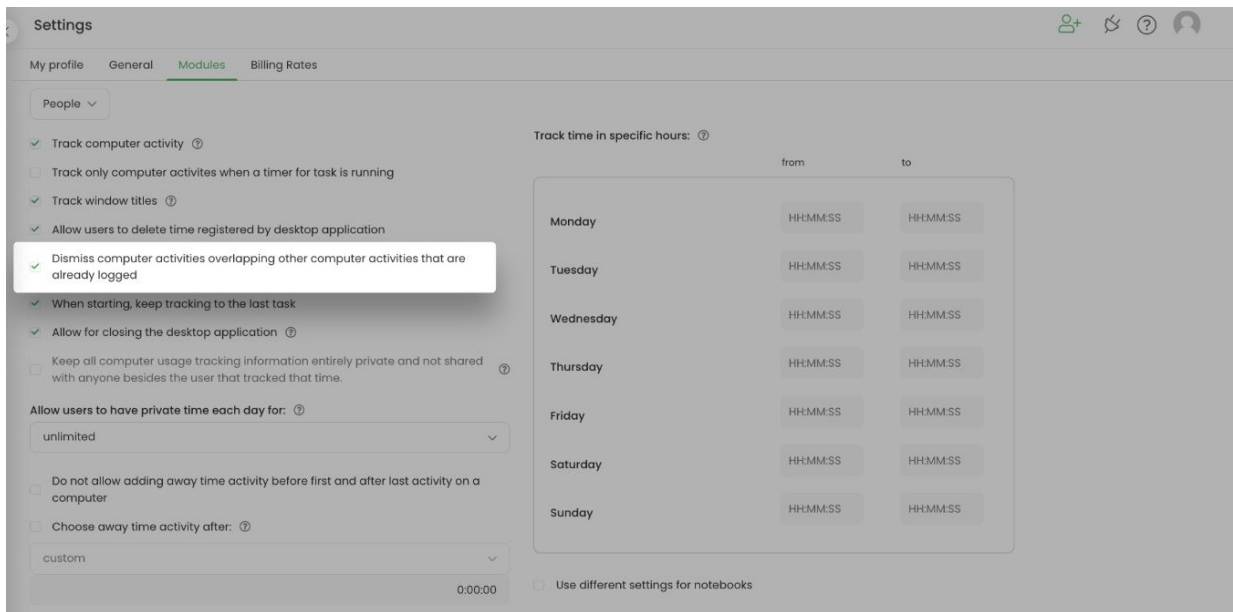 Settings
My profile General Modules Billing Rates
People
Track computer activity
Track only computer activites when a timer for task is running
Track window titles
Allow users to delete time registered by desktop application
Dismiss computer activities overlapping other computer activities that are
already logged
When starting, keep tracking to the last task
Allow for closing the desktop application
Keep all computer usage tracking information entirely private and not shared
with anyone besides the user that tracked that time.
Allow users to have private time each day for:
unlimited
Do not allow adding away time activity before first and after last activity on a
computer
Choose away time activity after:
custom
0:00:00
Track time in specific hours:
from to
Monday HH:MM:SS HH:MM:SS
Tuesday HH:MM:SS HH:MM:SS
Wednesday HH:MM:SS HH:MM:SS
Thursday HH:MM:SS HH:MM:SS
Friday HH:MM:SS HH:MM:SS
Saturday HH:MM:SS HH:MM:SS
Sunday HH:MM:SS HH:MM:SS
Use different settings for notebooks